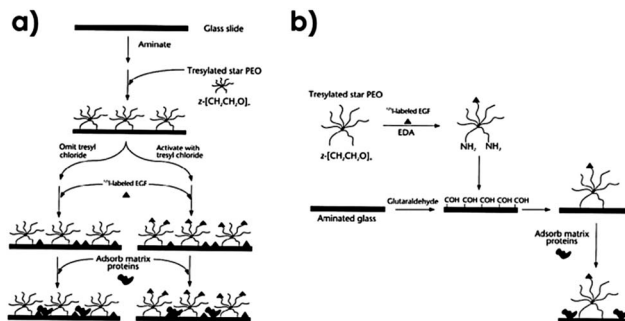 a)
Glass slide
Aminate
Tresylated star PEO
z-[CH₂CH₂O]ₙ
Omit tresyl
chloride
Activate with
tresyl chloride
¹²⁵I-labeled EGF
Adsorb matrix
proteins
b)
Tresylated star PEO
z-[CH₂CH₂O]ₙ
¹²⁵I-labeled EGF
EDA
NH₂ NH₂
Aminated glass
Glutaraldehyde
COH COH COH COH COH
Adsorb matrix
proteins